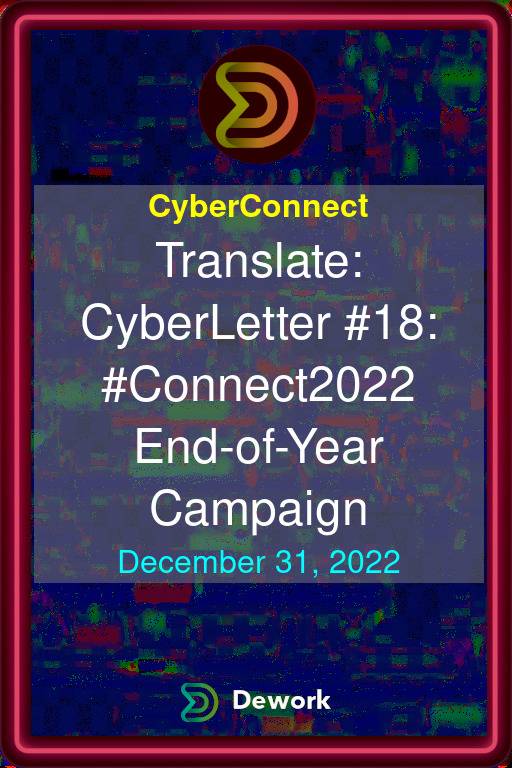 CyberConnect
Translate:
CyberLetter #18:
#Connect2022
End-of-Year
Campaign
December 31, 2022
Dework